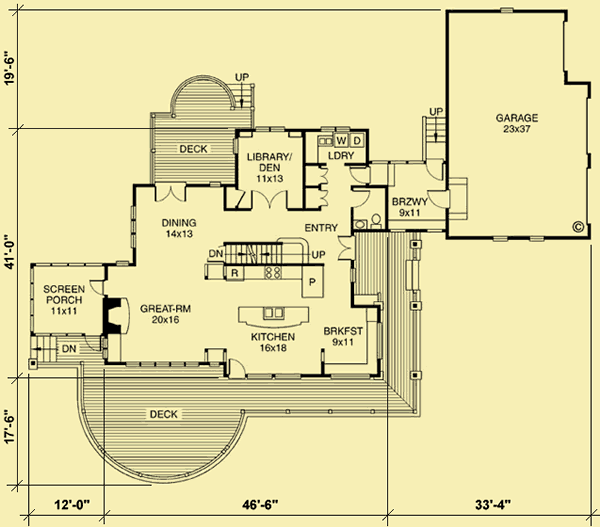 19'-6"
41'-0"
17'-6"
UP
DECK
LIBRARY/
DEN
11x13
W D
LDRY
UP
GARAGE
23x37
©
BRZWY
9x11
DINING
14x13
ENTRY
DN
UP
R
P
SCREEN
PORCH
11x11
GREAT-RM
20x16
KITCHEN
16x18
BRKFST
9x11
DN
DECK
12'-0"
46'-6"
33'-4"